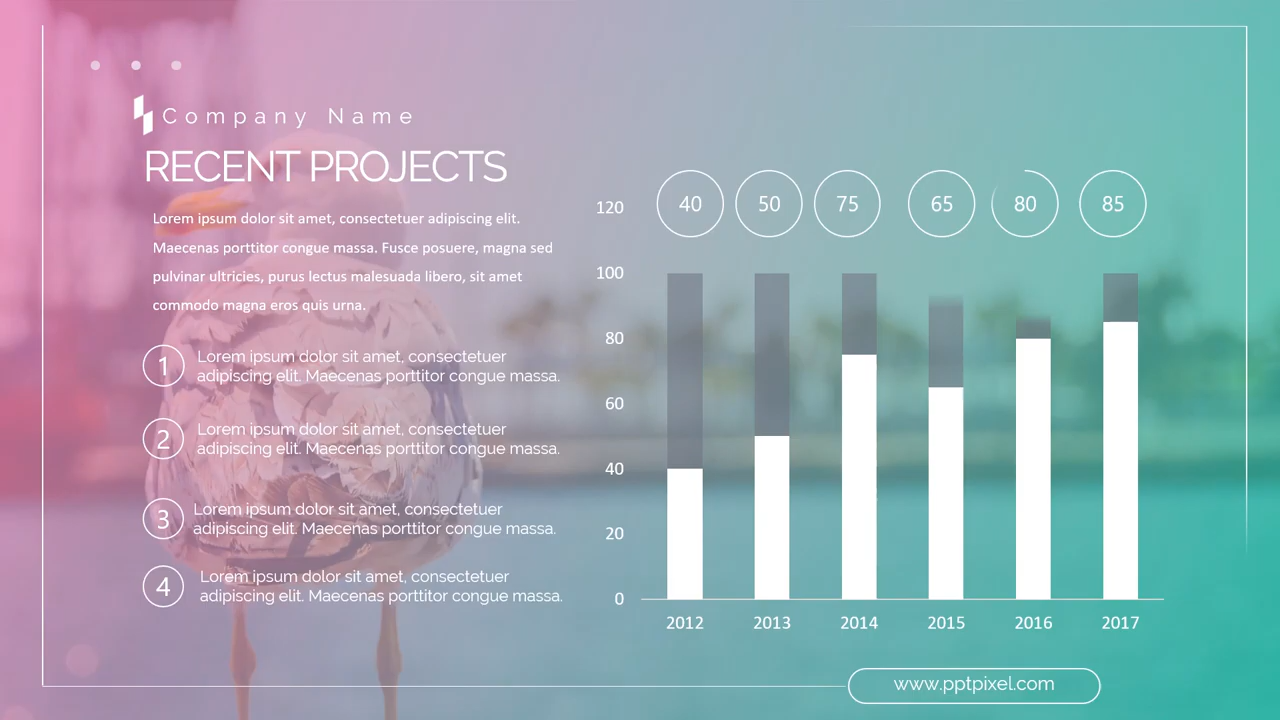 Company Name
RECENT PROJECTS
Lorem ipsum dolor sit amet, consectetuer adipiscing elit.
Maecenas porttitor congue massa. Fusce posuere, magna sed
pulvinar ultricies, purus lectus malesuada libero, sit amet
commodo magna eros quis urna.
1
Lorem ipsum dolor sit amet, consectetuer
adipiscing elit. Maecenas porttitor congue massa.
2
Lorem ipsum dolor sit amet, consectetuer
adipiscing elit. Maecenas porttitor congue massa.
3
Lorem ipsum dolor sit amet, consectetuer
adipiscing elit. Maecenas porttitor congue massa.
4
Lorem ipsum dolor sit amet, consectetuer
adipiscing elit. Maecenas porttitor congue massa.
40 50 75 65 80 85
120
100
80
60
40
20
0
2012 2013 2014 2015 2016 2017
www.pptpixel.com